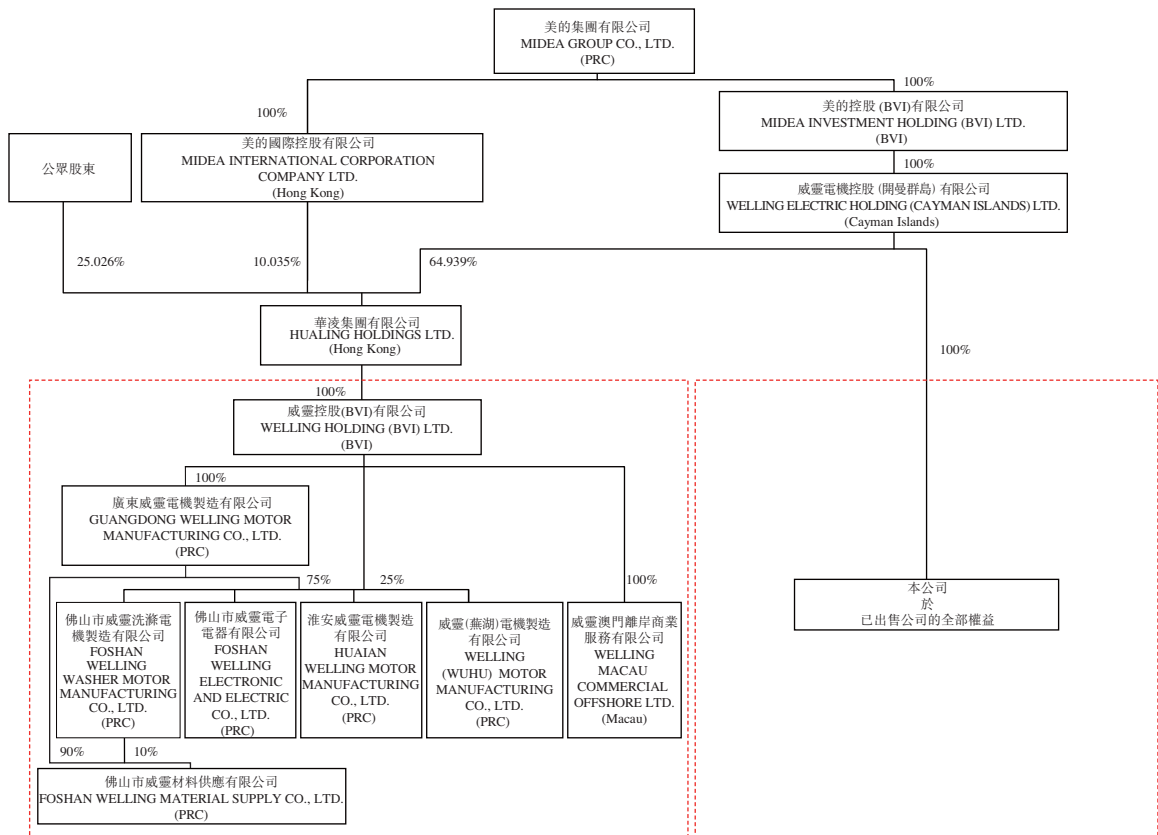 美的集團有限公司
MIDEA GROUP CO., LTD.
(PRC)
100%
100%
美的國際控股有限公司
MIDEA INTERNATIONAL CORPORATION
COMPANY LTD.
(Hong Kong)
美的控股 (BVI)有限公司
MIDEA INVESTMENT HOLDING (BVI) LTD.
(BVI)
公眾股東
100%
威靈電機控股 (開曼群島) 有限公司
WELLING ELECTRIC HOLDING (CAYMAN ISLANDS) LTD.
(Cayman Islands)
25.026%
10.035%
64.939%
華凌集團有限公司
HUALING HOLDINGS LTD.
(Hong Kong)
100%
100%
威靈控股(BVI)有限公司
WELLING HOLDING (BVI) LTD.
(BVI)
100%
廣東威靈電機製造有限公司
GUANGDONG WELLING MOTOR
MANUFACTURING CO., LTD.
(PRC)
75%
25%
100%
本公司
於
已出售公司的全部權益
佛山市威靈洗滌電
機製造有限公司
FOSHAN
WELLING
WASHER MOTOR
MANUFACTURING
CO., LTD.
(PRC)
佛山市威靈電子
電器有限公司
FOSHAN
WELLING
ELECTRONIC
AND ELECTRIC
CO., LTD.
(PRC)
淮安威靈電機製造
有限公司
HUAIAN
WELLING MOTOR
MANUFACTURING
CO., LTD.
(PRC)
威靈(蕪湖)電機製造
有限公司
WELLING
(WUHU) MOTOR
MANUFACTURING
CO., LTD.
(PRC)
威靈澳門離岸商業
服務有限公司
WELLING
MACAU
COMMERCIAL
OFFSHORE LTD.
(Macau)
90%
10%
佛山市威靈材料供應有限公司
FOSHAN WELLING MATERIAL SUPPLY CO., LTD.
(PRC)